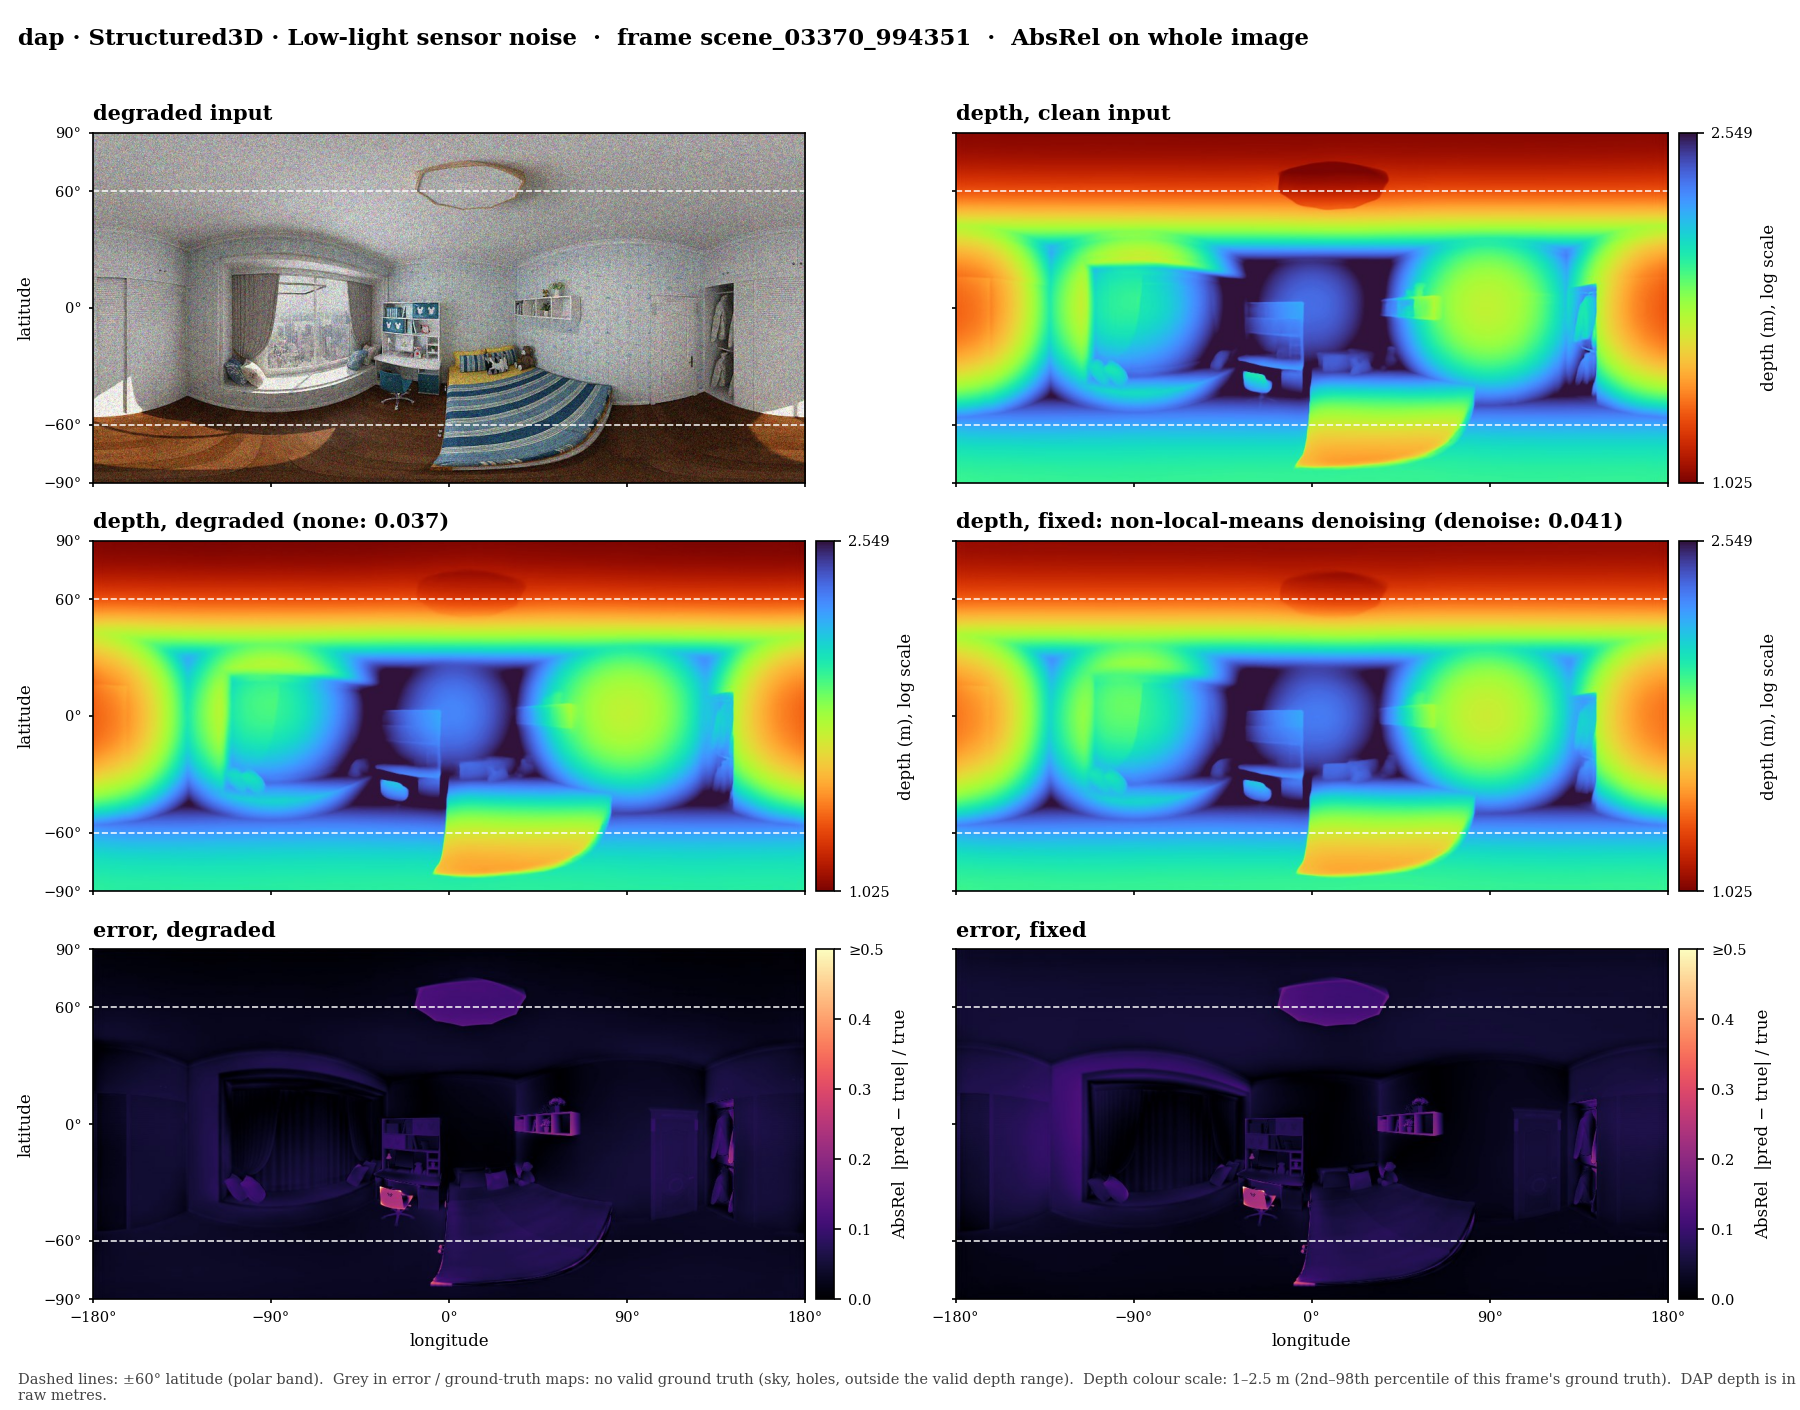 dap · Structured3D · Low-light sensor noise · frame scene_03370_994351 · AbsRel on whole image
degraded input
depth, clean input
90°
60°
0°
−60°
−90°
latitude
2.549
1.025
depth (m), log scale
depth, degraded (none: 0.037)
depth, fixed: non-local-means denoising (denoise: 0.041)
90°
60°
0°
−60°
−90°
latitude
2.549
1.025
depth (m), log scale
2.549
1.025
depth (m), log scale
error, degraded
error, fixed
90°
60°
0°
−60°
−90°
latitude
−180°
−90°
0°
90°
180°
longitude
≥0.5
0.4
0.3
0.2
0.1
0.0
AbsRel |pred − true| / true
−180°
−90°
0°
90°
180°
longitude
≥0.5
0.4
0.3
0.2
0.1
0.0
AbsRel |pred − true| / true
Dashed lines: ±60° latitude (polar band). Grey in error / ground-truth maps: no valid ground truth (sky, holes, outside the valid depth range). Depth colour scale: 1–2.5 m (2nd–98th percentile of this frame's ground truth). DAP depth is in
raw metres.